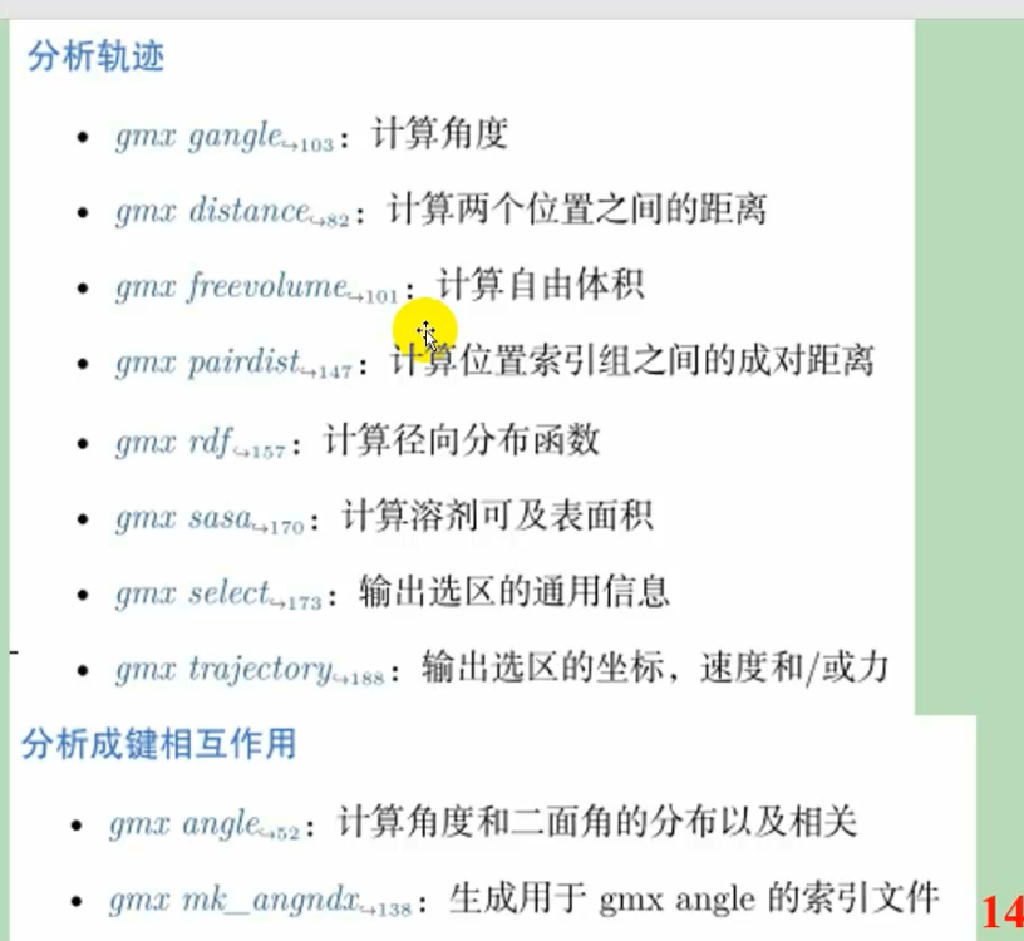 分析轨迹
• gmx gangle↪103：计算角度
• gmx distance↪82：计算两个位置之间的距离
• gmx freevolume↪101：计算自由体积
• gmx pairdist↪147：计算位置索引组之间的成对距离
• gmx rdf↪157：计算径向分布函数
• gmx sasa↪170：计算溶剂可及表面积
• gmx select↪173：输出选区的通用信息
• gmx trajectory↪188：输出选区的坐标，速度和/或力
分析成键相互作用
• gmx angle↪52：计算角度和二面角的分布以及相关
• gmx mk_angndx↪138：生成用于 gmx angle 的索引文件
14